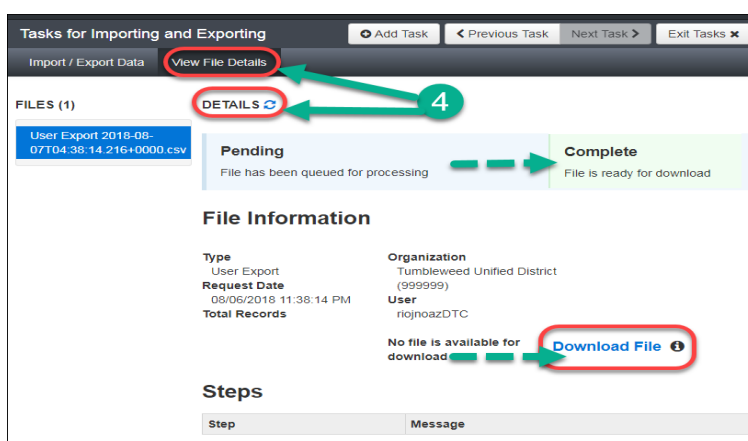 Tasks for Importing and Exporting
Add Task
Previous Task
Next Task
Exit Tasks
Import / Export Data
View File Details
FILES (1)
DETAILS
4
User Export 2018-08-
07T04:38:14.216+0000.csv
Pending
File has been queued for processing
Complete
File is ready for download
File Information
Type
User Export
Request Date
08/06/2018 11:38:14 PM
Total Records
Organization
Tumbleweed Unified District
(999999)
User
riojnoazDTC
No file is available for
download
Download File
Steps
Step
Message